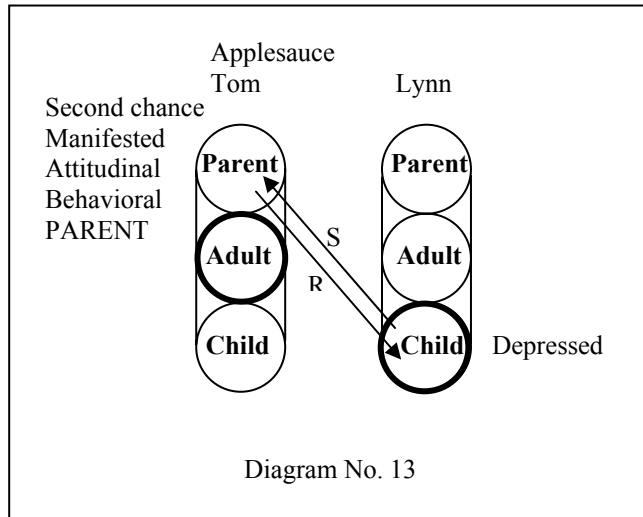 Applesauce
Tom Lynn
Second chance
Manifested
Attitudinal
Behavioral
PARENT
Parent Parent
S
Adult Adult
R
Child Child Depressed
Diagram No. 13